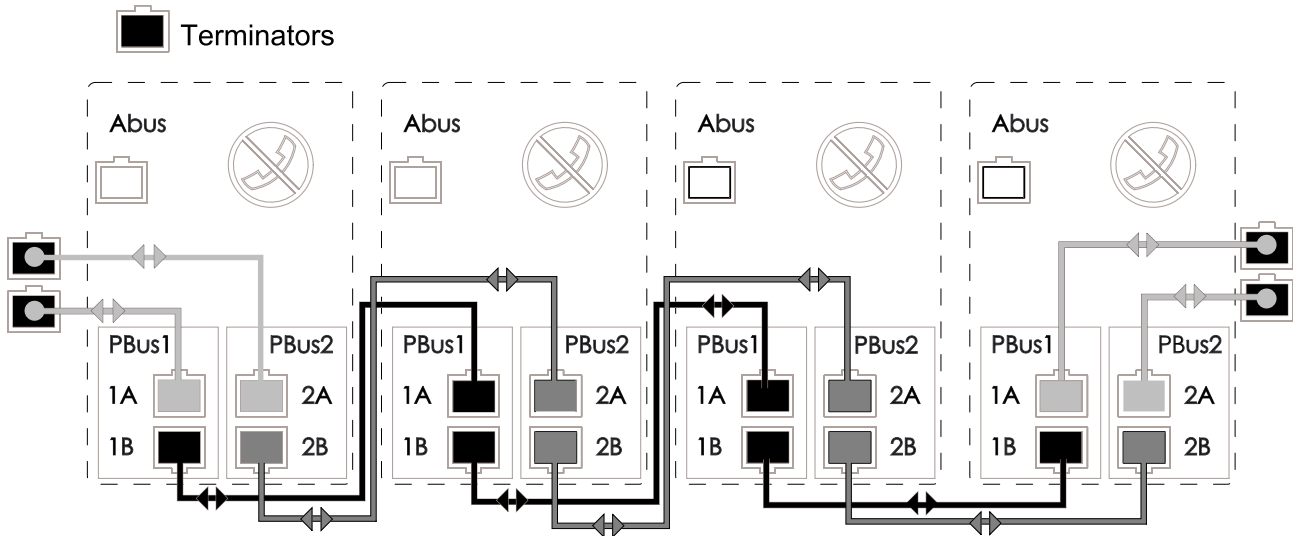 Terminators
Abus Abus Abus Abus
PBus1 PBus2 PBus1 PBus2 PBus1 PBus2 PBus1 PBus2
1A 2A 1A 2A 1A 2A 1A 2A
1B 2B 1B 2B 1B 2B 1B 2B